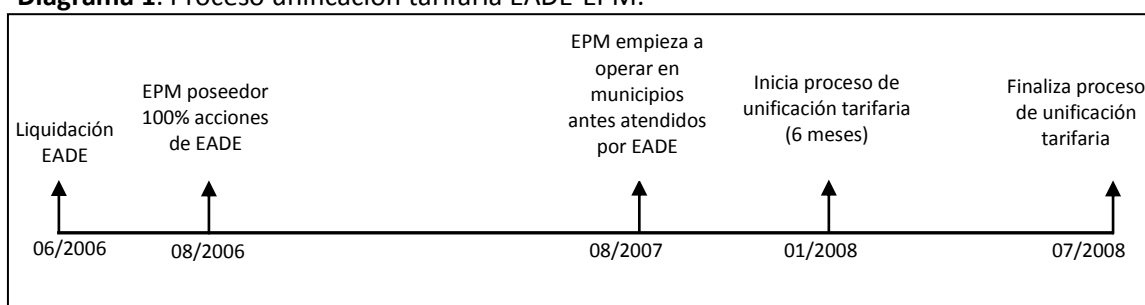 Diagrama 1. Proceso unificación tarifaria EADE-EPM.
Liquidación
EADE
EPM poseedor
100% acciones
de EADE
EPM empieza a
operar en
municipios
antes atendidos
por EADE
Inicia proceso de
unificación tarifaria
(6 meses)
Finaliza proceso
de unificación
tarifaria
06/2006
08/2006
08/2007
01/2008
07/2008